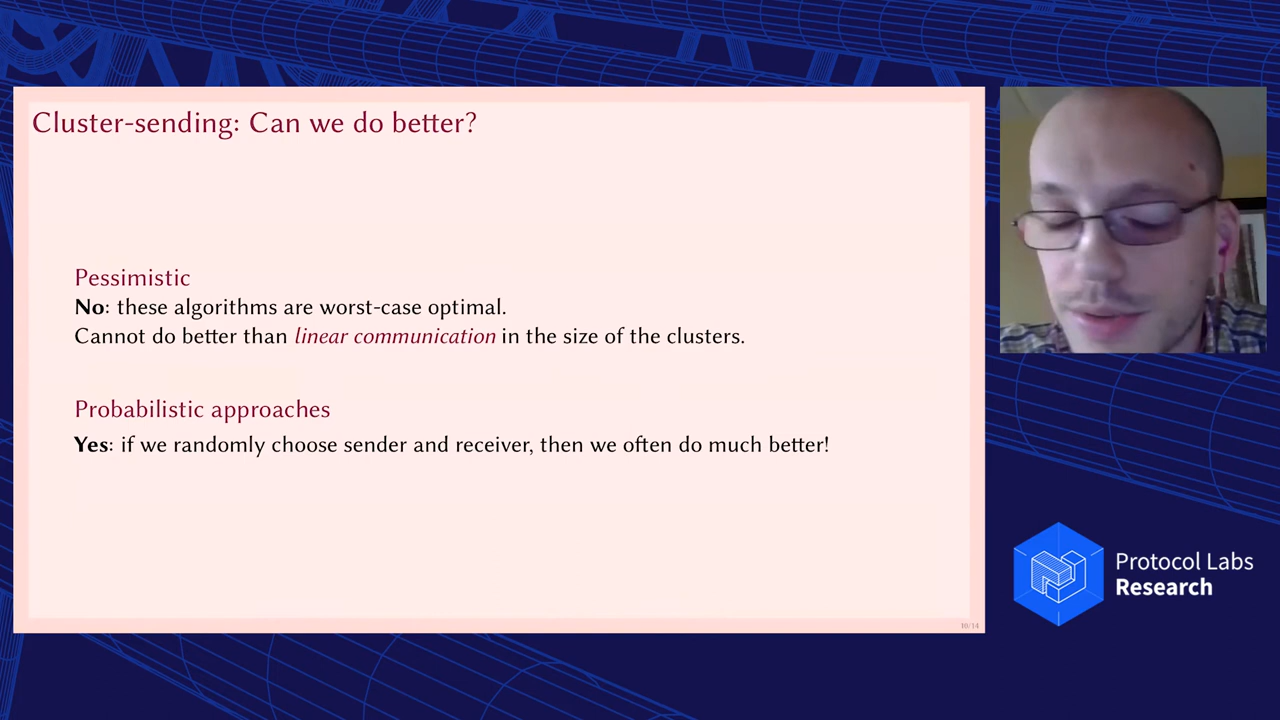 Cluster-sending: Can we do better?
Pessimistic
No: these algorithms are worst-case optimal.
Cannot do better than linear communication in the size of the clusters.
Probabilistic approaches
Yes: if we randomly choose sender and receiver, then we often do much better!
10/14
Protocol Labs
Research